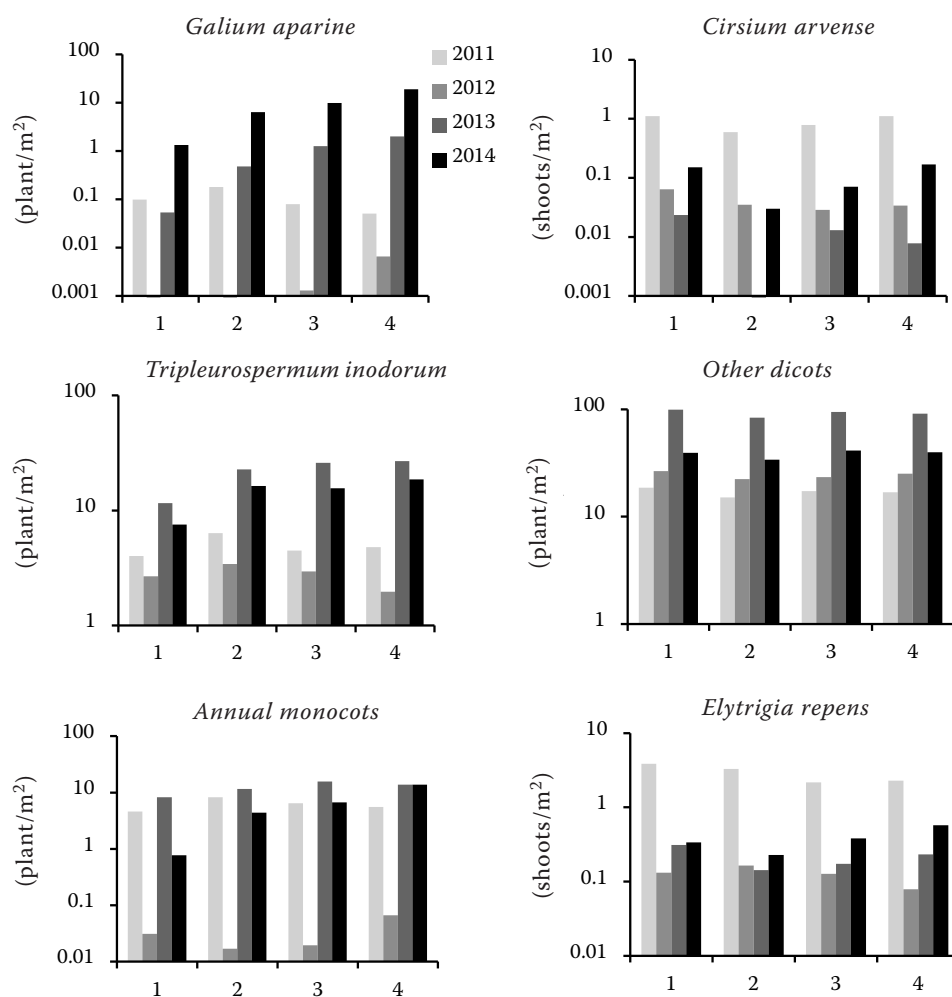 Galium aparine
(plant/m²)
100
10
1
0.1
0.01
0.001
1 2 3 4
2011
2012
2013
2014
Cirsium arvense
(shoots/m²)
10
1
0.1
0.01
0.001
1 2 3 4
Tripleurospermum inodorum
(plant/m²)
100
10
1
1 2 3 4
Other dicots
(plant/m²)
100
10
1
1 2 3 4
Annual monocots
(plant/m²)
100
10
1
0.1
0.01
1 2 3 4
Elytrigia repens
(shoots/m²)
10
1
0.1
0.01
1 2 3 4